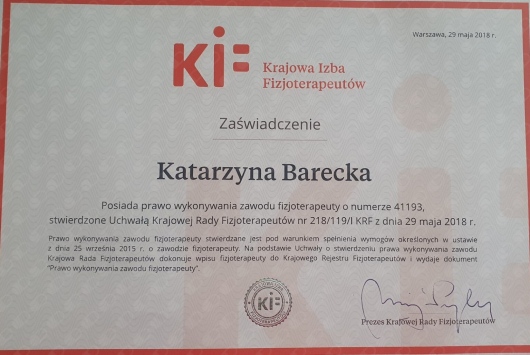 Warszawa, 29 maja 2018 r.
KiF
Krajowa Izba
Fizjoterapeutów
Zaświadczenie
Katarzyna Barecka
Posiada prawo wykonywania zawodu fizjoterapeuty o numerze 41193,
stwierdzone Uchwałą Krajowej Rady Fizjoterapeutów nr 218/119/I KRF z dnia 29 maja 2018 r.
Prawo wykonywania zawodu fizjoterapeuty stwierdzane jest pod warunkiem spełnienia wymogów określonych w ustawie
z dnia 25 września 2015 r. o zawodzie fizjoterapeuty. Na podstawie Uchwały o stwierdzeniu prawa wykonywania zawodu
Krajowa Rada Fizjoterapeutów dokonuje wpisu fizjoterapeuty do Krajowego Rejestru Fizjoterapeutów i wydaje dokument
"Prawo wykonywania zawodu fizjoterapeuty".
KiF
Prezes Krajowej Rady Fizjoterapeutów